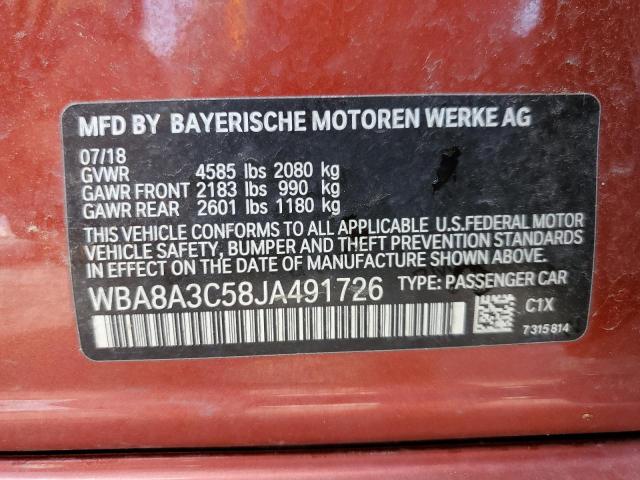 MFD BY BAYERISCHE MOTOREN WERKE AG
07/18
GVWR 4585 lbs 2080 kg
GAWR FRONT 2183 lbs 990 kg
GAWR REAR 2601 lbs 1180 kg
THIS VEHICLE CONFORMS TO ALL APPLICABLE U.S.FEDERAL MOTOR
VEHICLE SAFETY, BUMPER AND THEFT PREVENTION STANDARDS
IN EFFECT ON THE DATE OF MANUFACTURE SHOWN ABOVE.
WBA8A3C58JA491726 TYPE: PASSENGER CAR
C1X
7315814